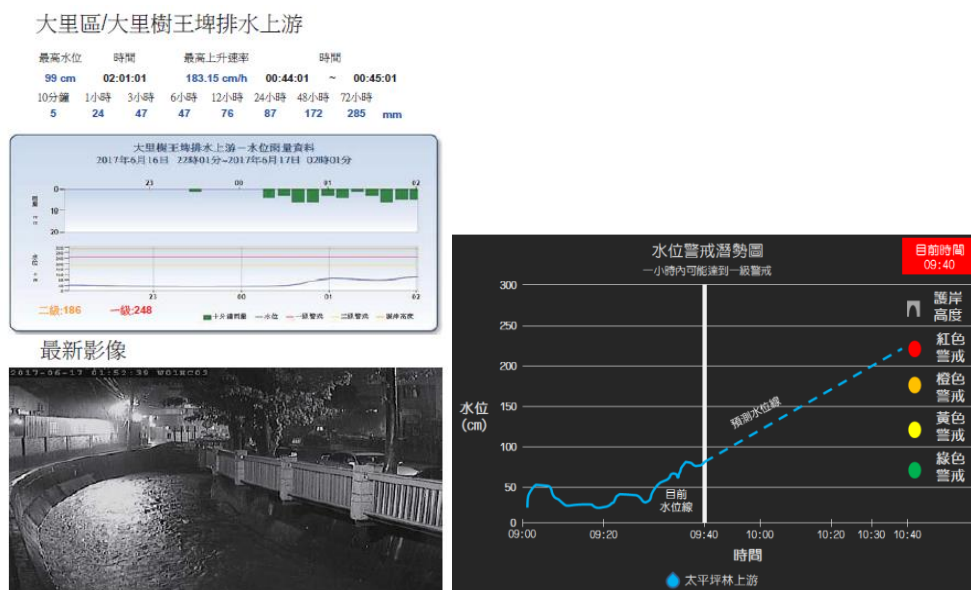 大里區/大里樹王埤排水上游
最高水位 時間 最高上升速率 時間
99 cm 02:01:01 183.15 cm/h 00:44:01 ~ 00:45:01
10分鐘 1小時 3小時 6小時 12小時 24小時 48小時 72小時
5 24 47 47 76 87 172 285 mm
大里樹王埤排水上游－水位雨量資料
2017年6月16日 22時01分~2017年6月17日 02時01分
23 00 01 02
雨量
0
10
20
水位
23 00 01 02
二級:186 一級:248
十分鐘雨量 水位 一級警戒 二級警戒 護岸高度
最新影像
2017-06-17 01:52:39
水位警戒潛勢圖
一小時內可能達到一級警戒
目前時間
09:40
300
250
200
150
100
50
0
水位
(cm)
預測水位線
目前
水位線
護岸
高度
紅色
警戒
橙色
警戒
黃色
警戒
綠色
警戒
09:00 09:20 09:40 10:00 10:20 10:30 10:40
時間
太平坪林上游